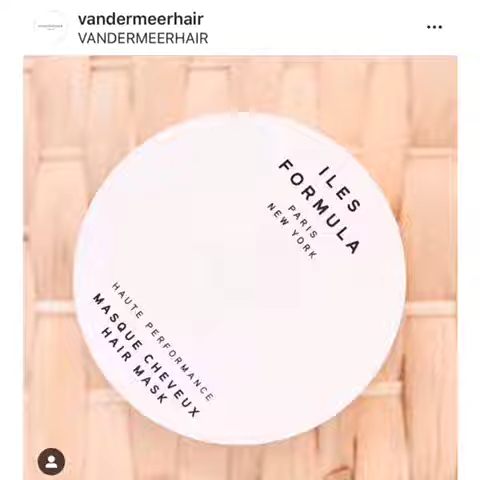 vandermeerhair
VANDERMEERHAIR
ILES
FORMULA
PARIS
NEW YORK
HAUTE PERFORMANCE
MASQUE CHEVEUX
HAIR MASK